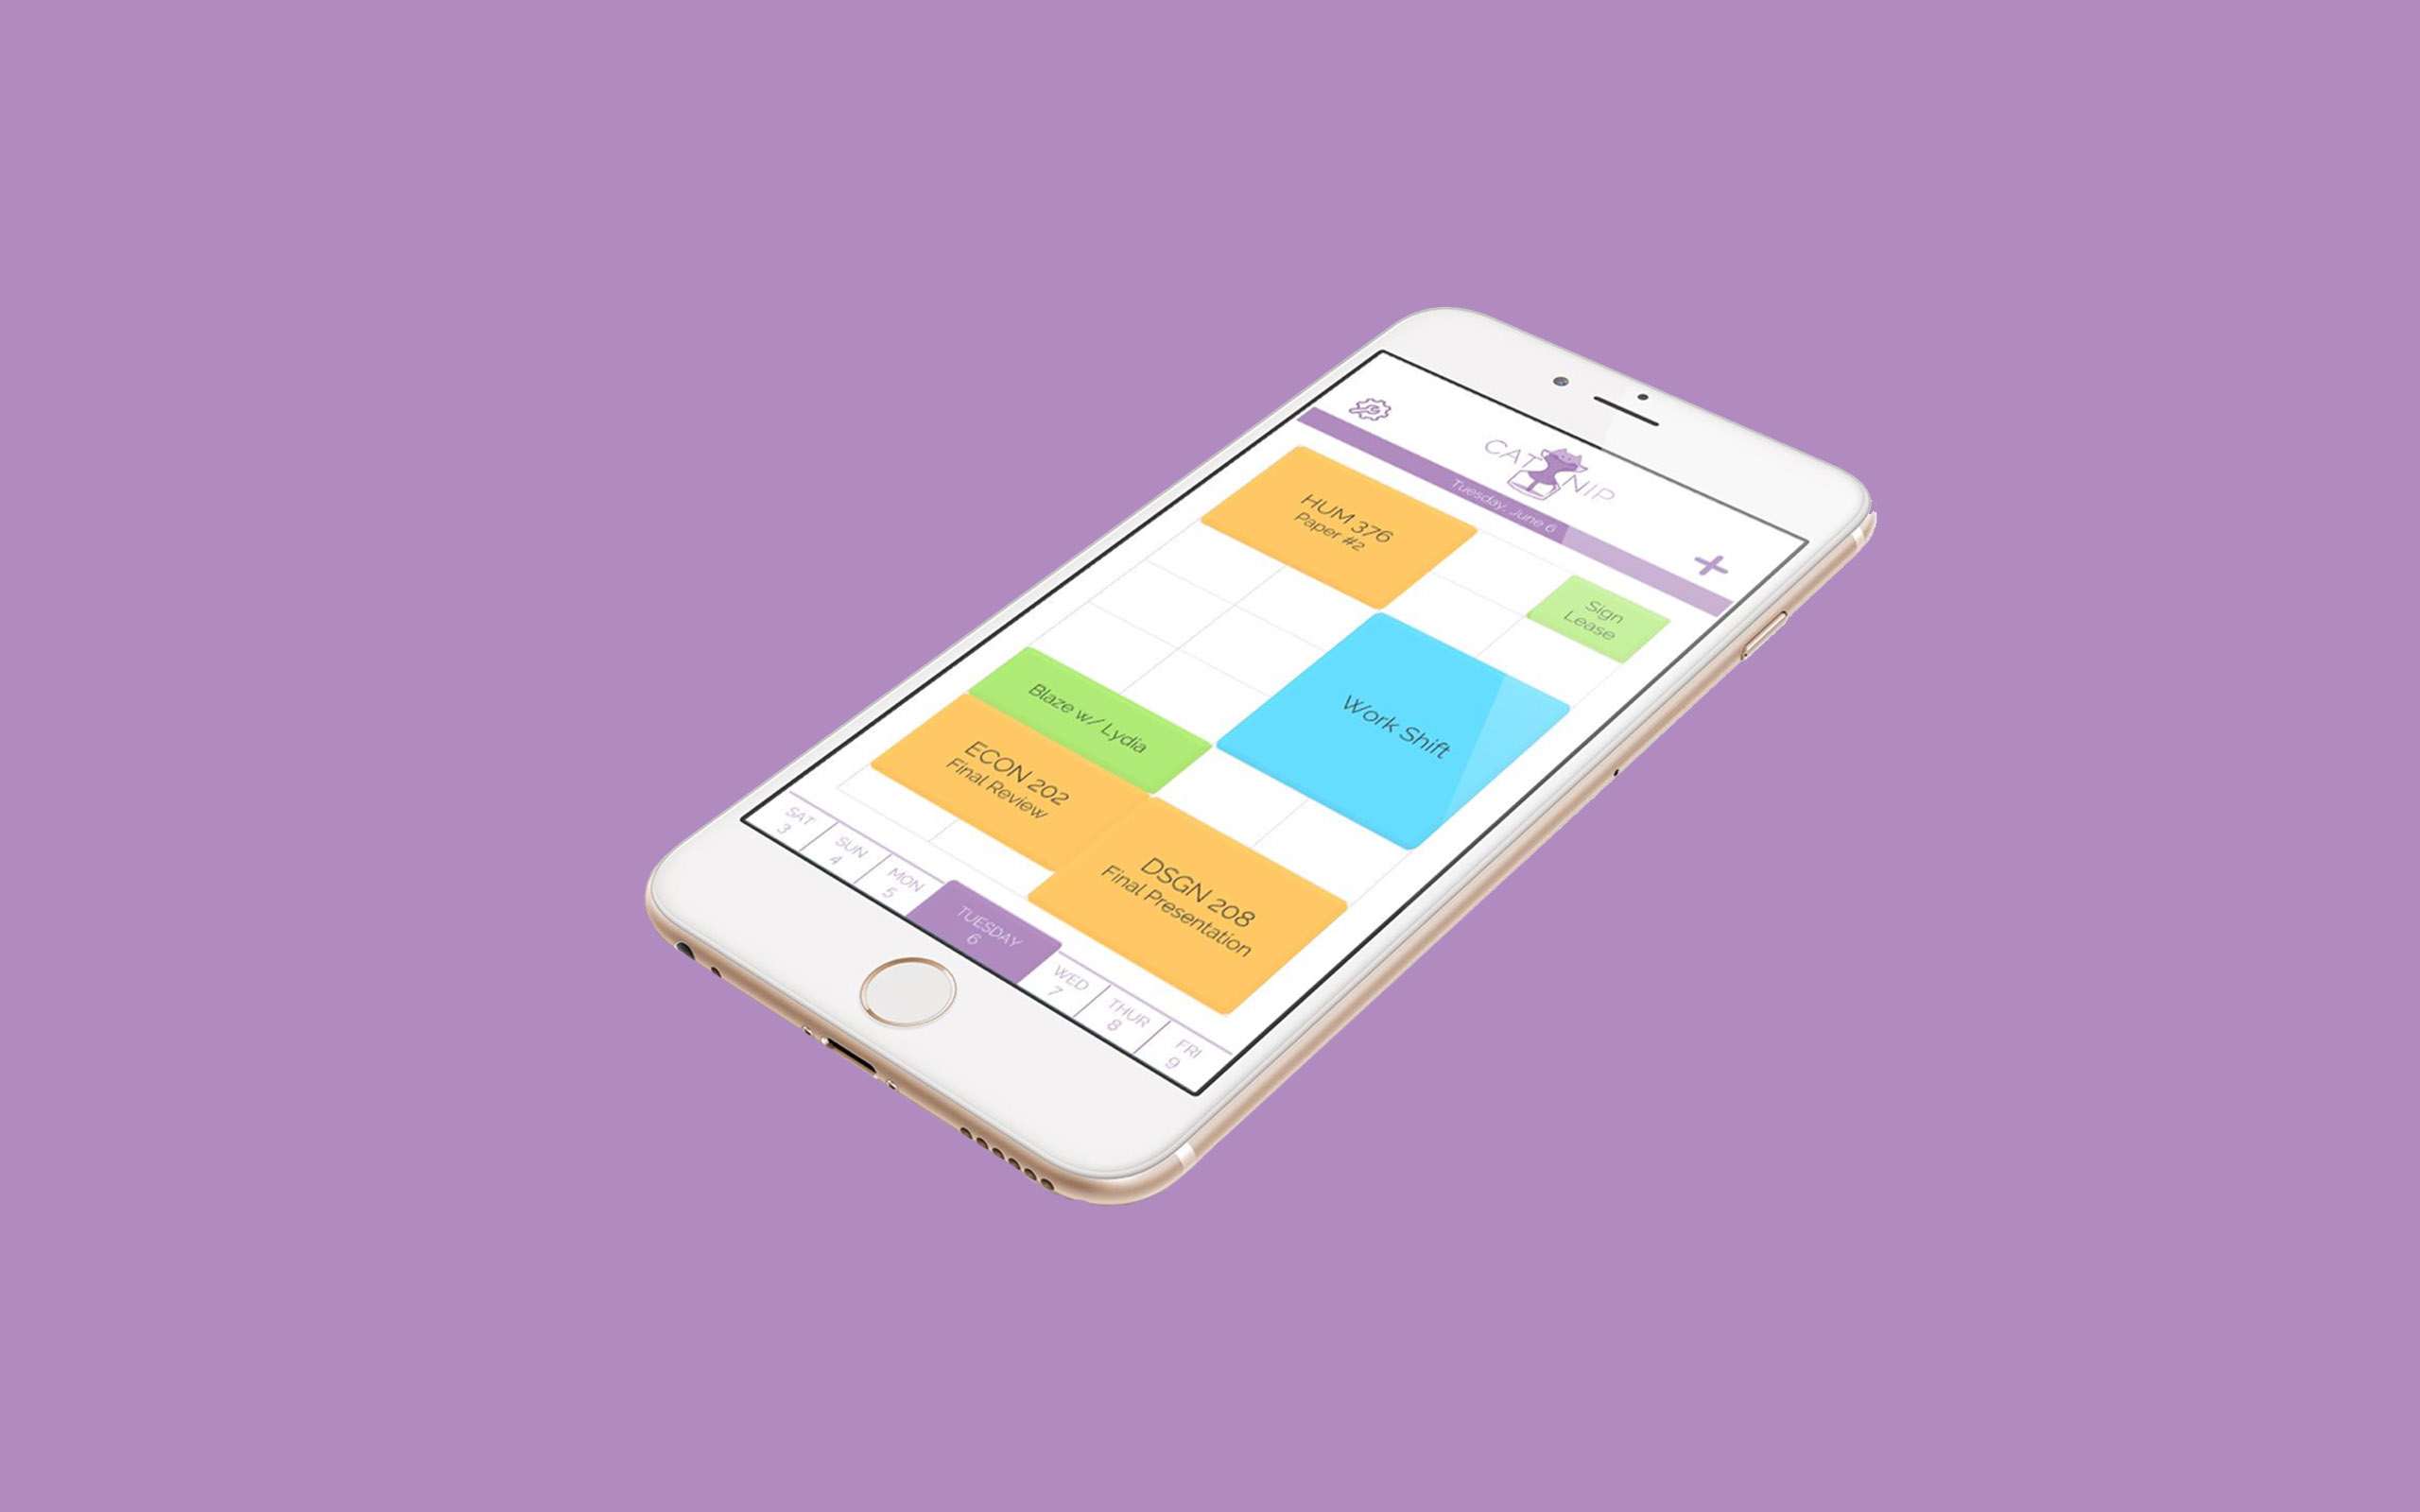 CAT NIP
Tuesday, June 6
HUM 376
Paper #2
Sign
Lease
Work Shift
Blaze w/ Lydia
ECON 202
Final Review
DSGN 208
Final Presentation
SAT
3
SUN
4
MON
5
TUESDAY
6
WED
7
THUR
8
FRI
9